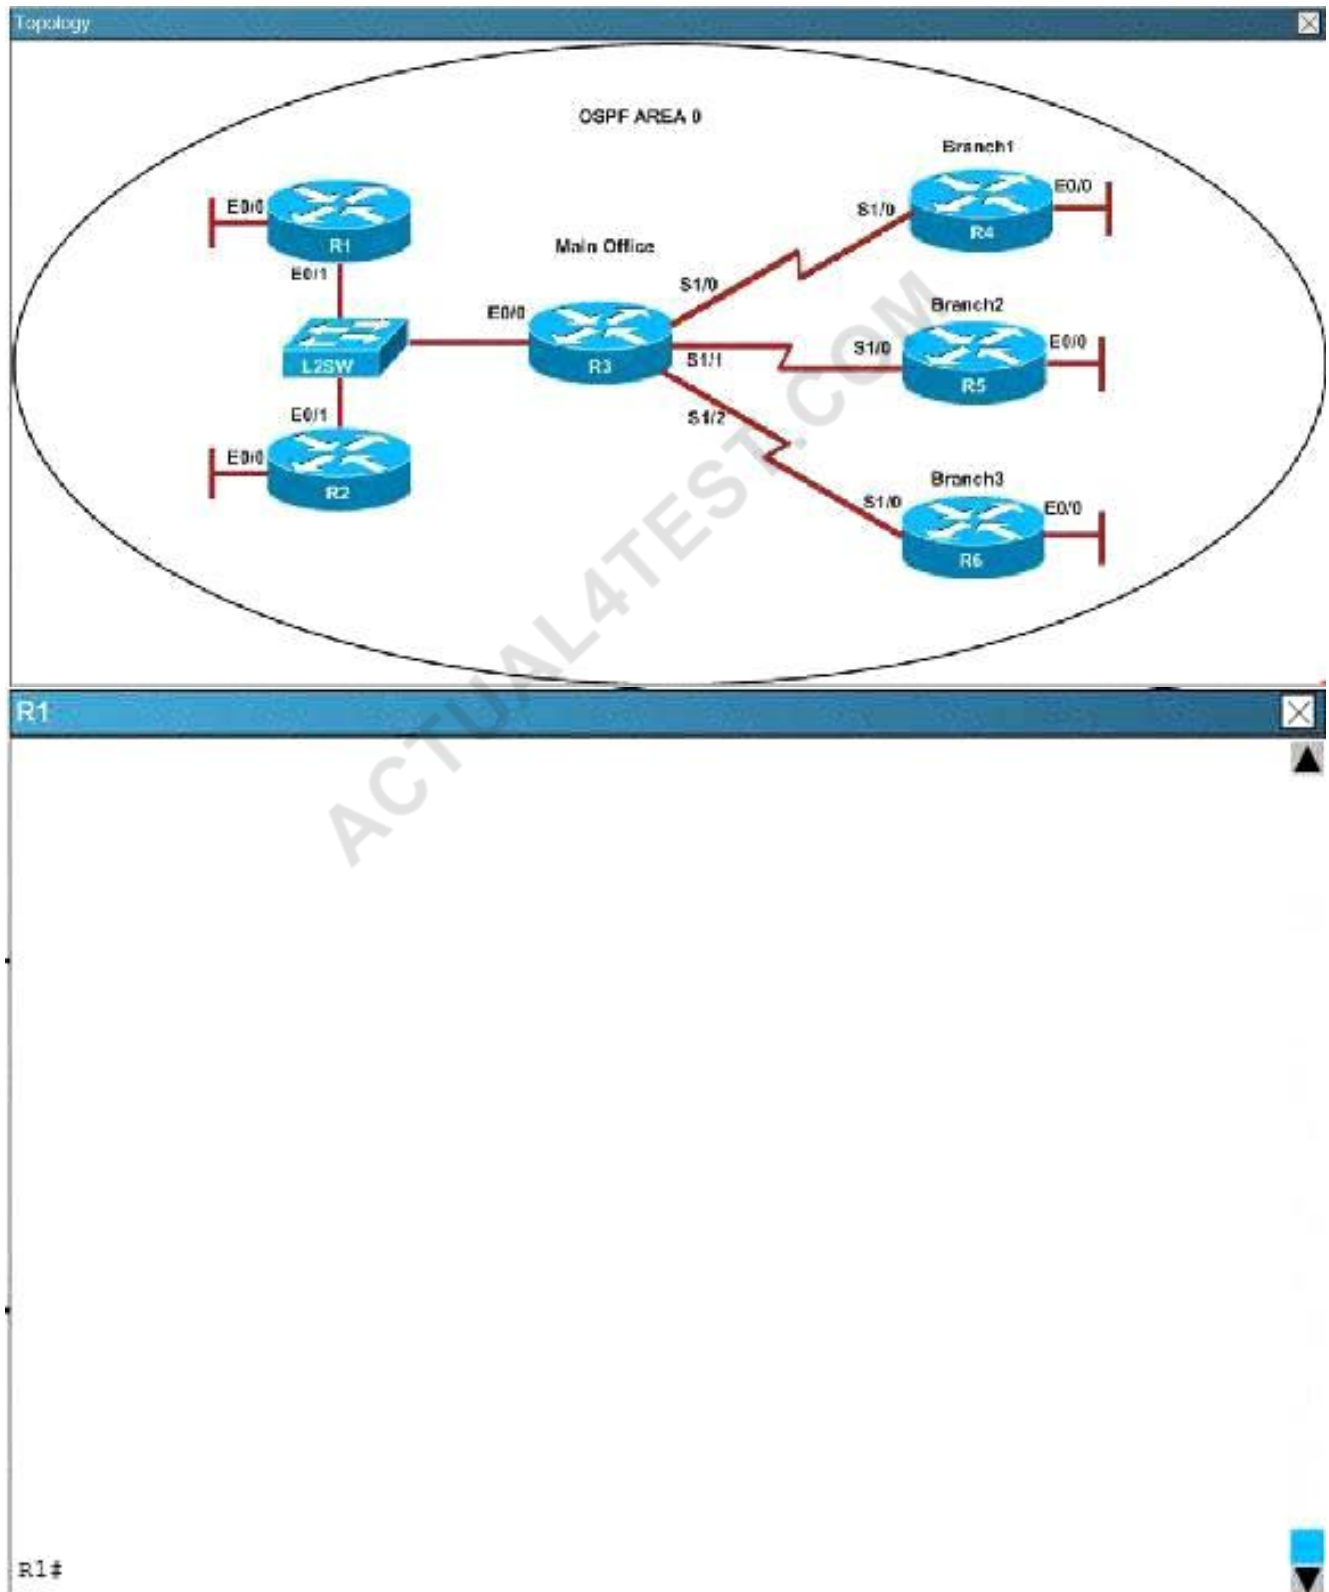 Topology
OSPF AREA 0
Branch1
E0/0
E0/0
S1/0
R4
R1
Main Office
E0/1
S1/0
Branch2
E0/0
E0/0
S1/0
L2SW
R3
S1/1
R5
E0/1
S1/2
E0/0
Branch3
R2
S1/0
E0/0
R6
ACTUAL4TEST.COM
R1
R1#